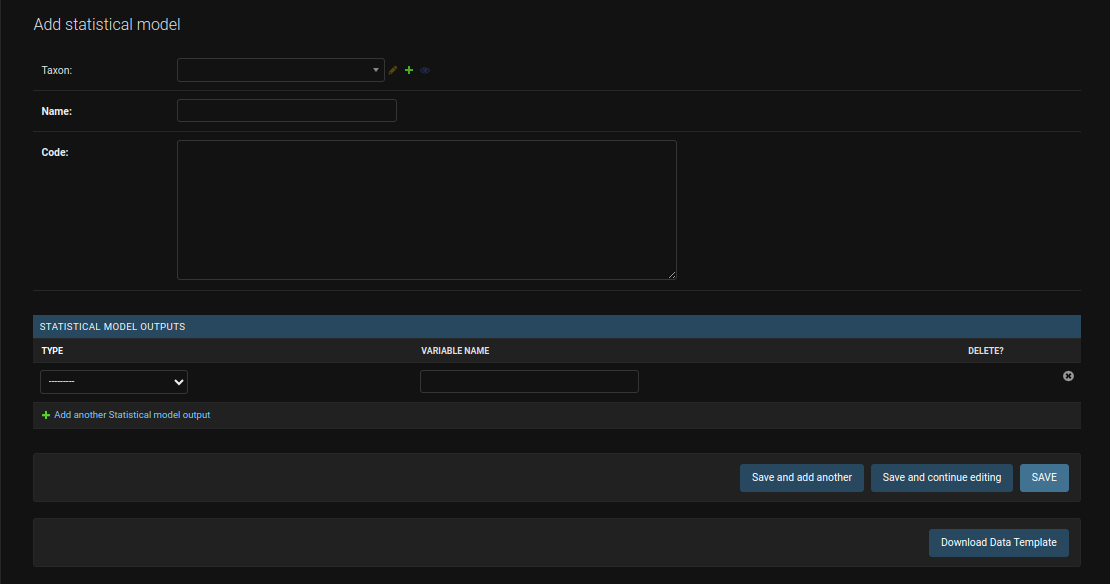 Add statistical model
Taxon:
Name:
Code:
STATISTICAL MODEL OUTPUTS
TYPE VARIABLE NAME DELETE?
---------
Add another Statistical model output
Save and add another Save and continue editing SAVE
Download Data Template